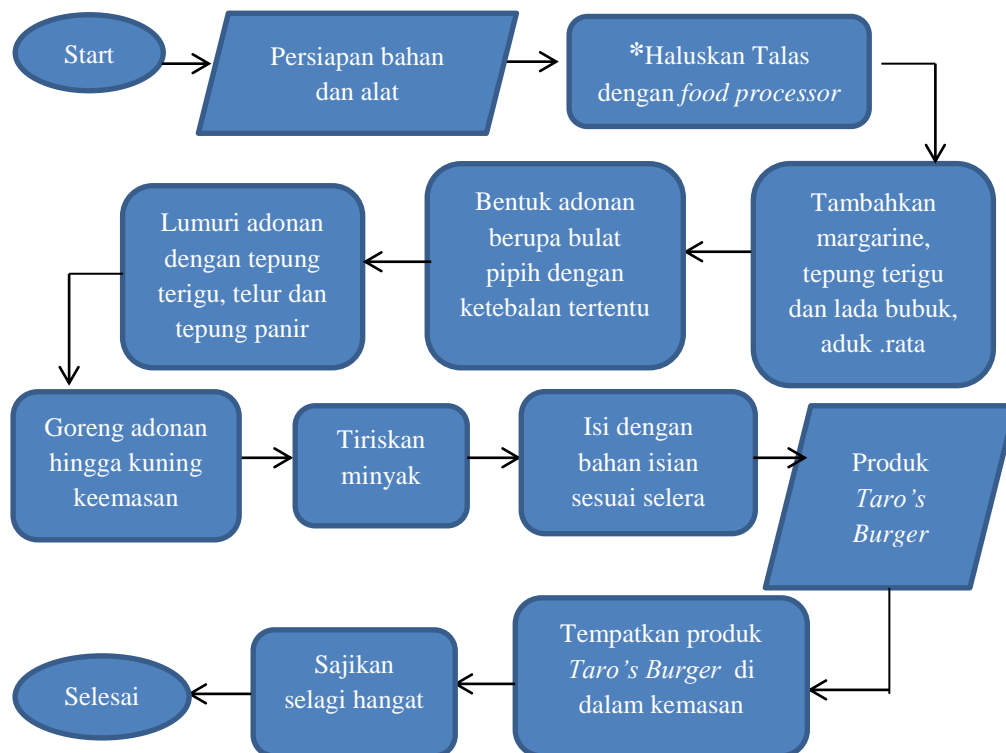 Start
Persiapan bahan
dan alat
*Haluskan Talas
dengan food processor
Tambahkan
margarine,
tepung terigu
dan lada bubuk,
aduk .rata
Bentuk adonan
berupa bulat
pipih dengan
ketebalan tertentu
Lumuri adonan
dengan tepung
terigu, telur dan
tepung panir
Goreng adonan
hingga kuning
keemasan
Tiriskan
minyak
Isi dengan
bahan isian
sesuai selera
Produk
Taro’s
Burger
Tempatkan produk
Taro’s Burger di
dalam kemasan
Sajikan
selagi hangat
Selesai